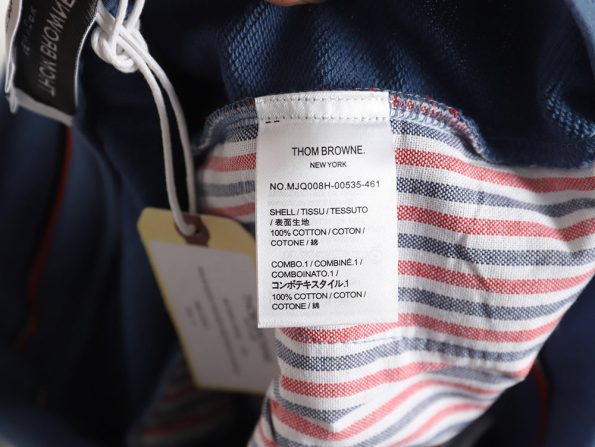 THOM BROWNE.
NEW YORK
NO.MJQ008H-00535-461
SHELL / TISSU / TESSUTO
/ 表面生地
100% COTTON / COTON /
COTONE / 綿
COMBO.1 / COMBINÉ.1 /
COMBOINATO.1 /
コンポテキスタイル.1
100% COTTON / COTON /
COTONE / 綿